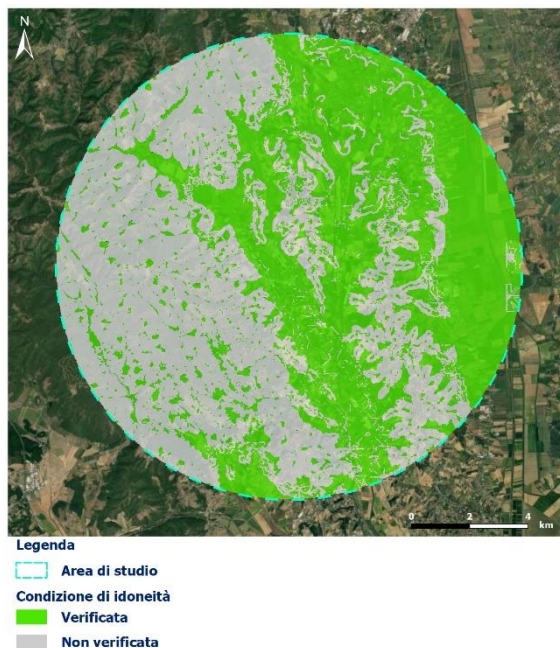 N
0 2 4
km
Legenda
Area di studio
Condizione di idoneità
Verificata
Non verificata